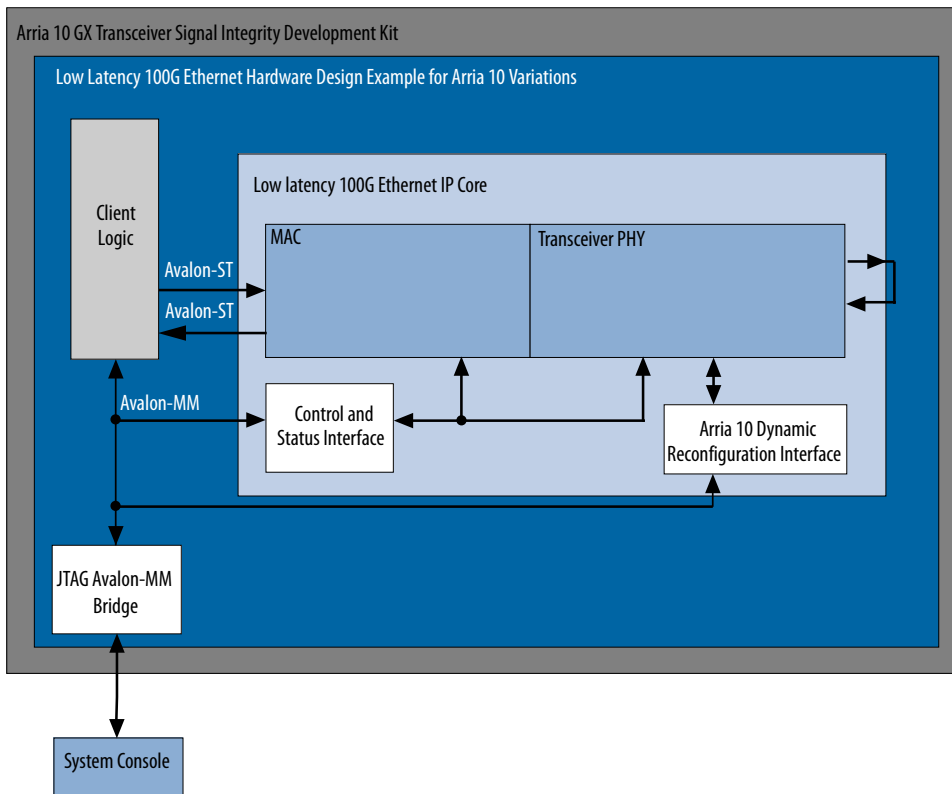 Arria 10 GX Transceiver Signal Integrity Development Kit
Low Latency 100G Ethernet Hardware Design Example for Arria 10 Variations
Low latency 100G Ethernet IP Core
Client
Logic
MAC
Transceiver PHY
Avalon-ST
Avalon-ST
Avalon-MM
Control and
Status Interface
Arria 10 Dynamic
Reconfiguration Interface
JTAG Avalon-MM
Bridge
System Console